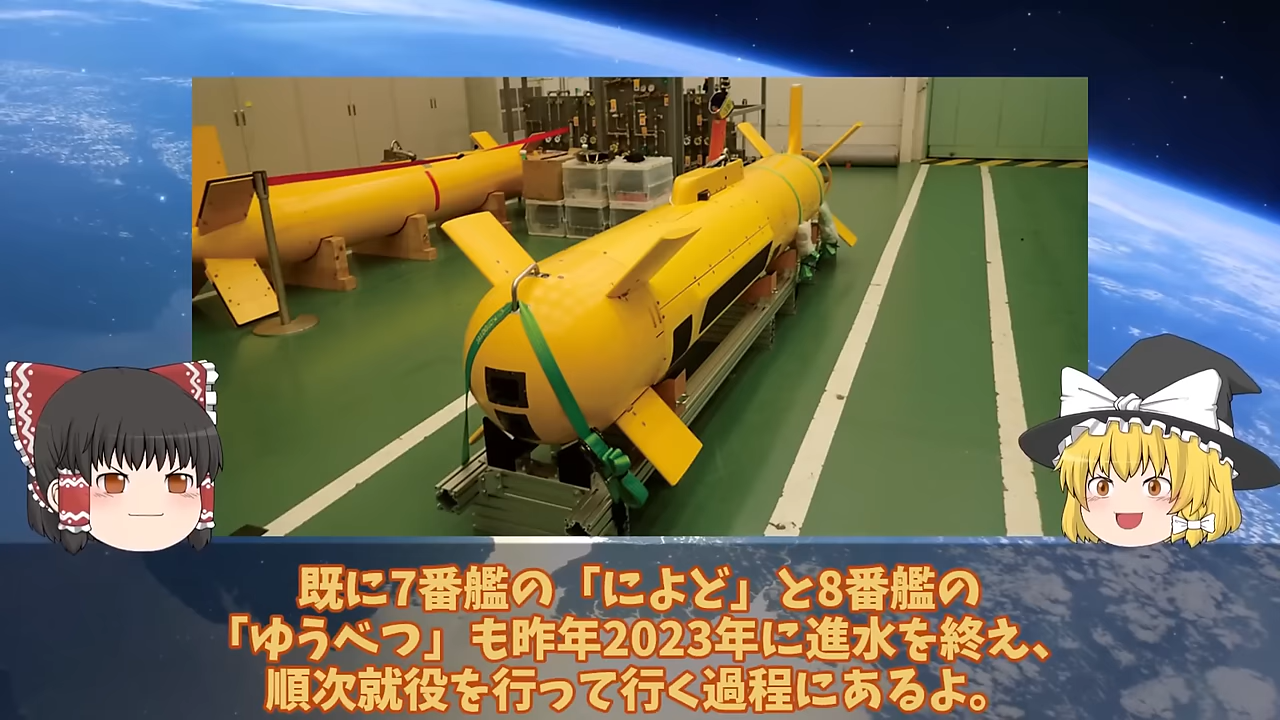 既に7番艦の「によど」と8番艦の
「ゆうべつ」も昨年2023年に進水を終え、
順次就役を行って行く過程にあるよ。